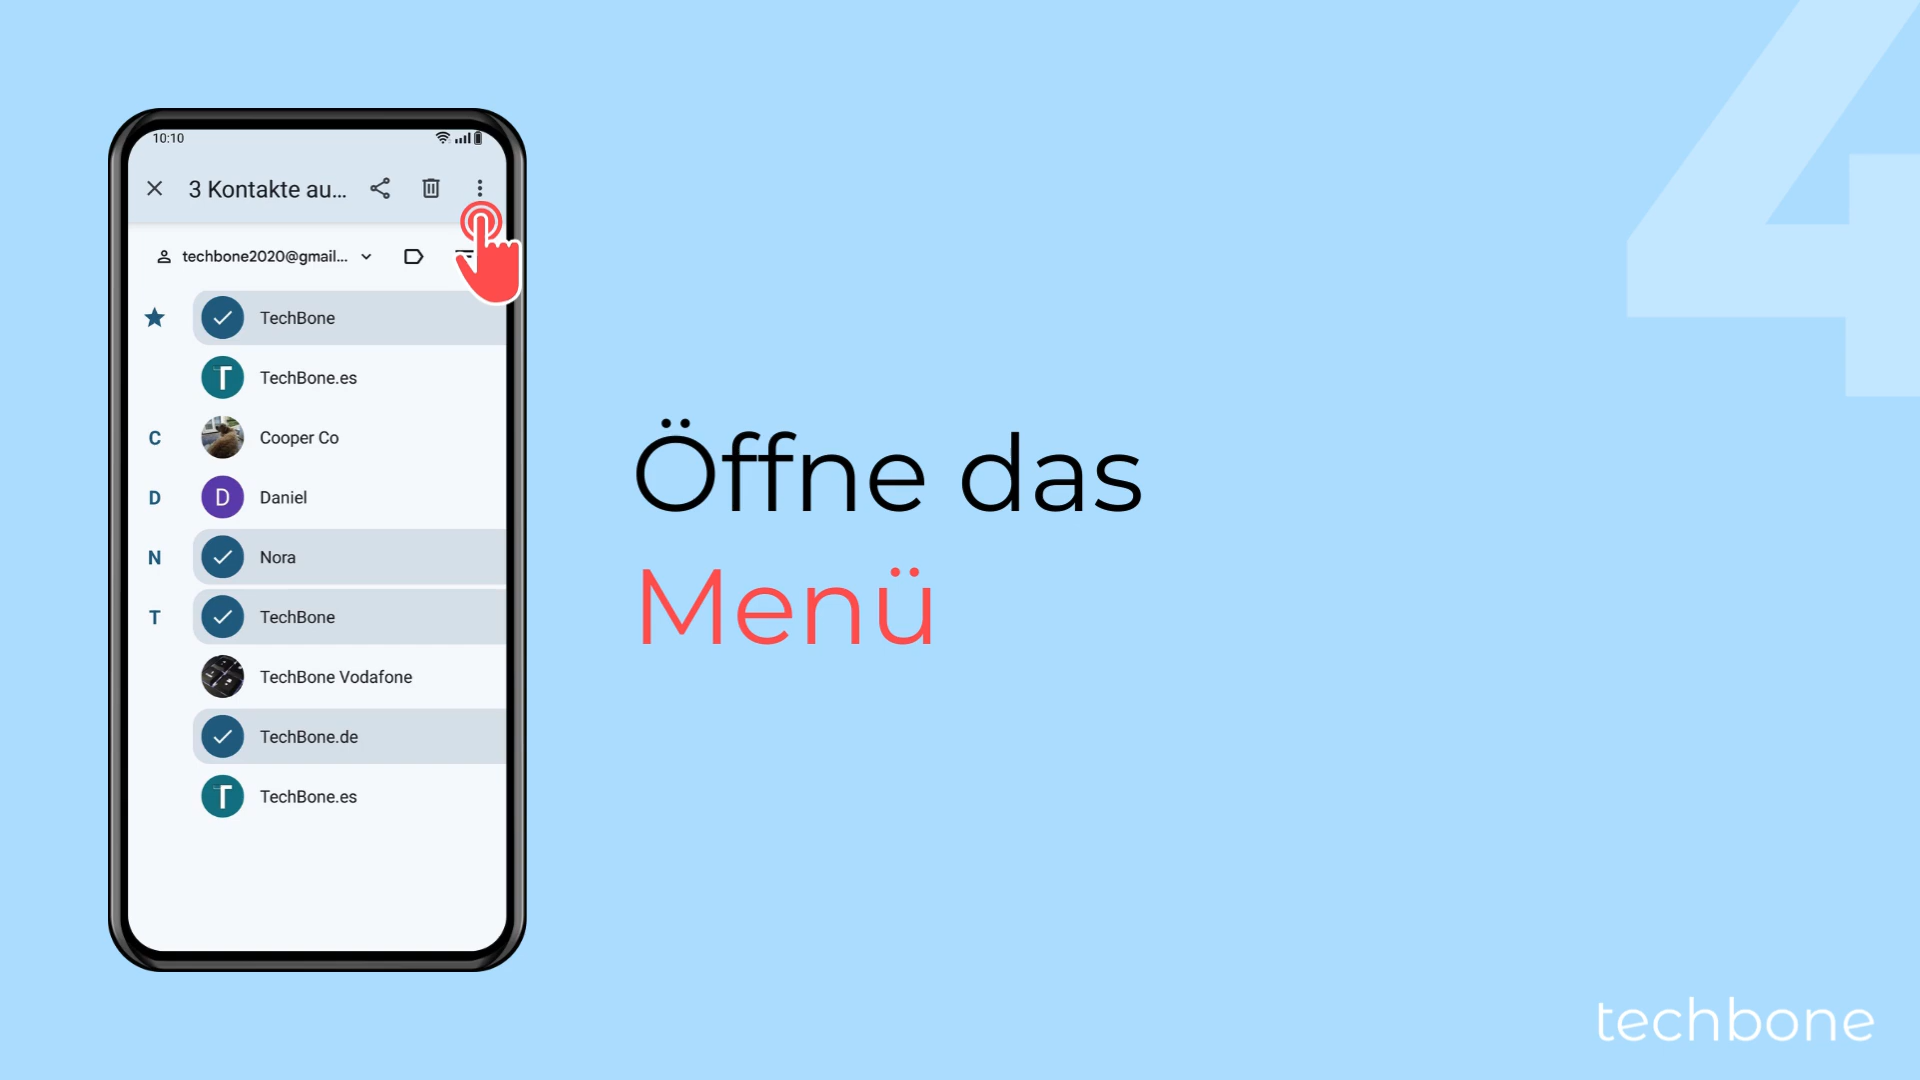 4
10:10
3 Kontakte au...
techbone2020@gmail...
TechBone
T TechBone.es
C Cooper Co
D D Daniel
N Nora
T TechBone
TechBone Vodafone
TechBone.de
T TechBone.es
Öffne das
Menü
techbone